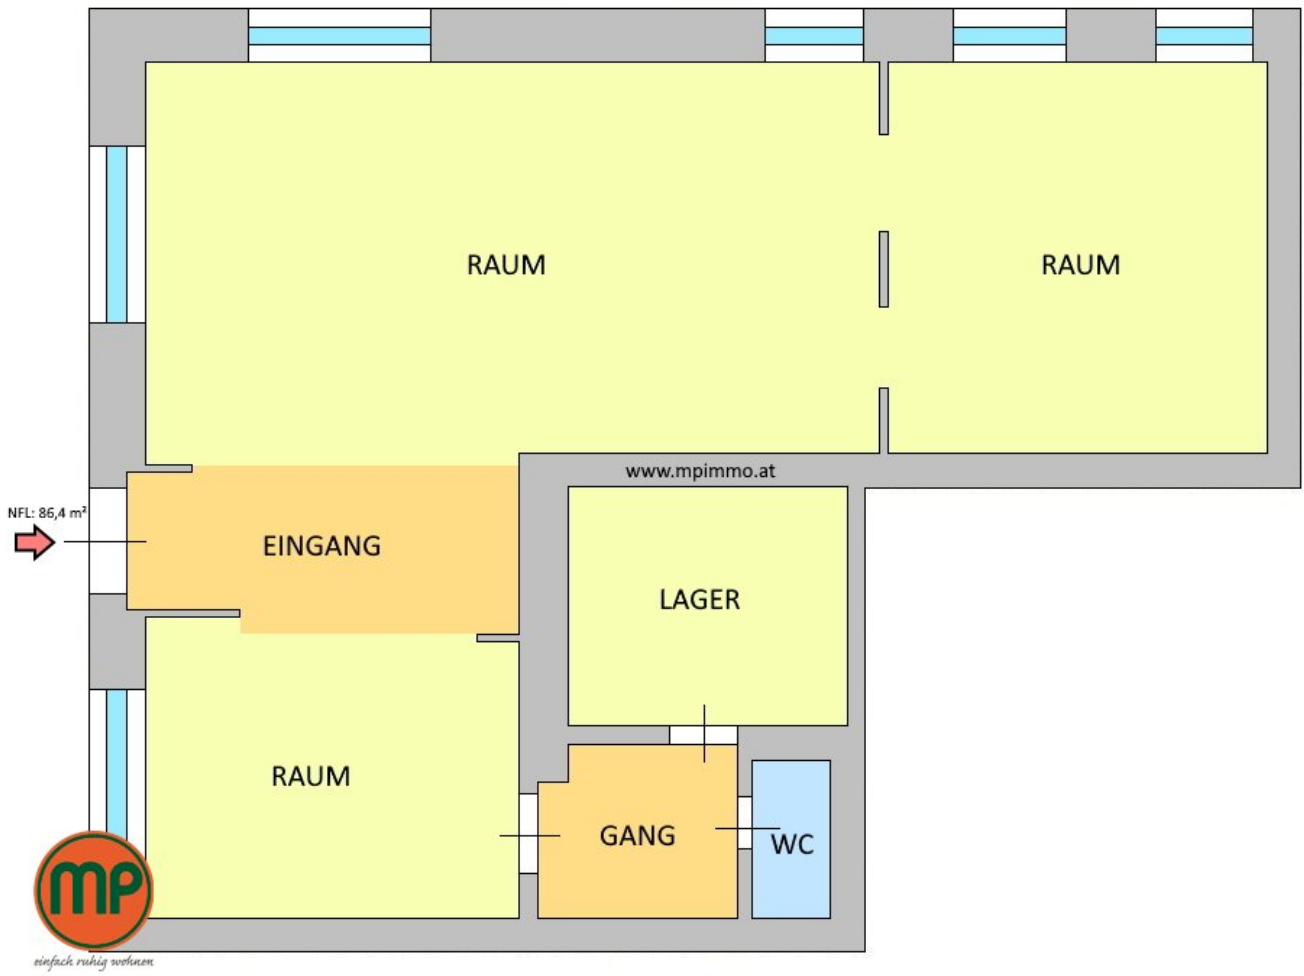 RAUM
RAUM
www.mpimmo.at
NFL: 86,4 m²
EINGANG
LAGER
RAUM
GANG
WC
mp
einfach ruhig wohnen